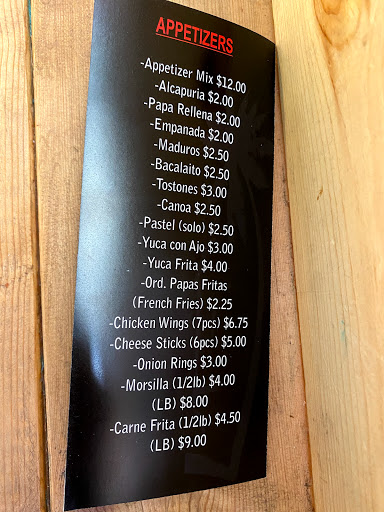 APPETIZERS
-Appetizer Mix $12.00
-Alcapuria $2.00
-Papa Rellena $2.00
-Empanada $2.00
-Maduros $2.50
-Bacalaito $2.50
-Tostones $3.00
-Canoa $2.50
-Pastel (solo) $2.50
-Yuca con Ajo $3.00
-Yuca Frita $4.00
-Ord. Papas Fritas
(French Fries) $2.25
-Chicken Wings (7pcs) $6.75
-Cheese Sticks (6pcs) $5.00
-Onion Rings $3.00
-Morsilla (1/2lb) $4.00
(LB) $8.00
-Carne Frita (1/2lb) $4.50
(LB) $9.00